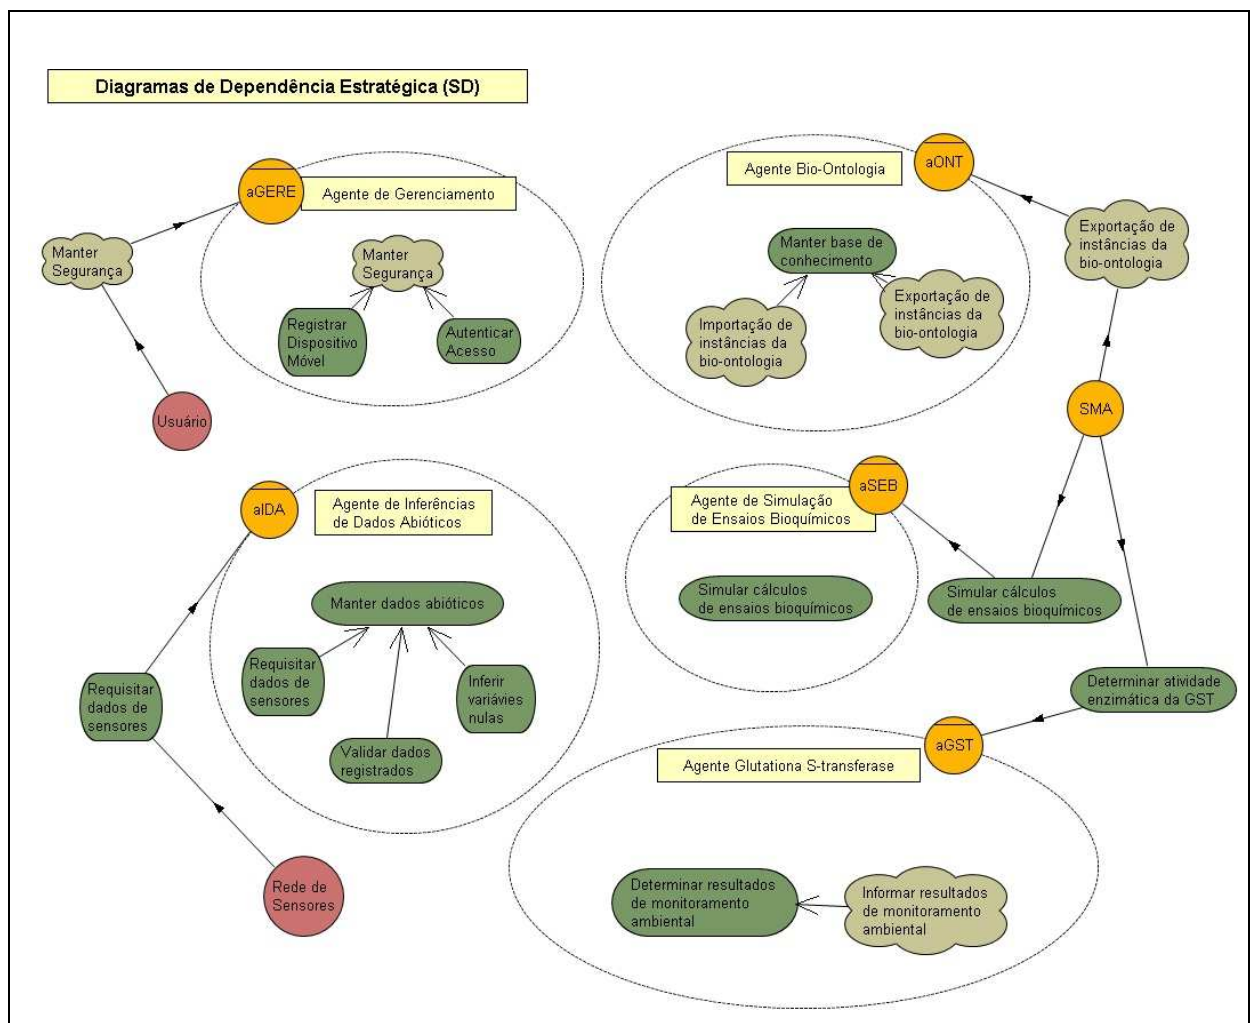 Diagramas de Dependência Estratégica (SD)
aGERE
Agente de Gerenciamento
Manter
Segurança
Manter
Segurança
Registrar
Dispositivo
Móvel
Autenticar
Acesso
Usuário
Agente Bio-Ontologia
aONT
Manter base de
conhecimento
Importação de
instâncias da
bio-ontologia
Exportação de
instâncias da
bio-ontologia
Exportação de
instâncias da
bio-ontologia
SMA
aIDA
Agente de Inferências
de Dados Abióticos
Manter dados abióticos
Requisitar
dados de
sensores
Inferir
variávies
nulas
Validar dados
registrados
Requisitar
dados de
sensores
Rede de
Sensores
Agente de Simulação
de Ensaios Bioquímicos
aSEB
Simular cálculos
de ensaios bioquímicos
Simular cálculos
de ensaios bioquímicos
Determinar atividade
enzimática da GST
aGST
Agente Glutationa S-transferase
Determinar resultados
de monitoramento
ambiental
Informar resultados
de monitoramento
ambiental